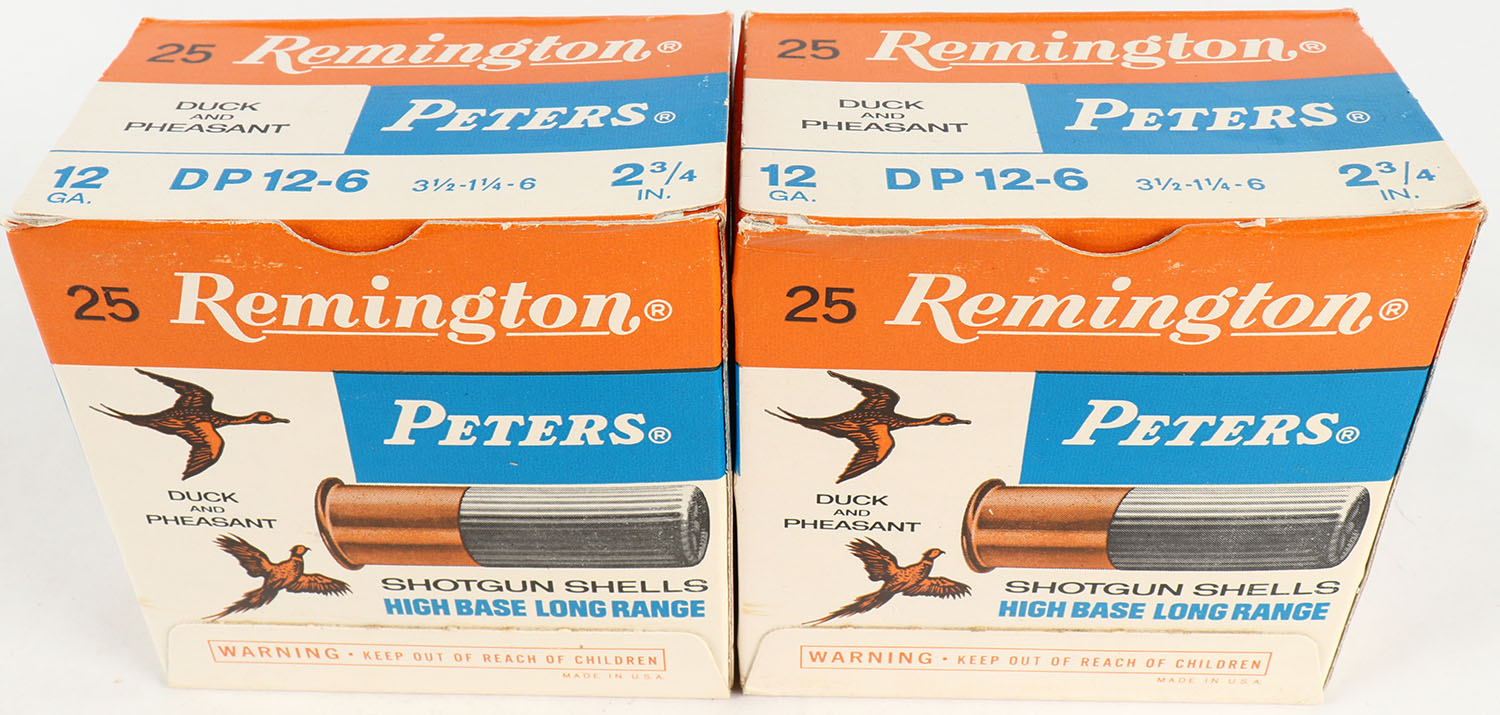 25 Remington®
DUCK
AND
PHEASANT
PETERS®
12
GA.
DP 12-6
3½-1¼-6
2 3/4
IN.
25 Remington®
PETERS®
DUCK
AND
PHEASANT
SHOTGUN SHELLS
HIGH BASE LONG RANGE
WARNING • KEEP OUT OF REACH OF CHILDREN
MADE IN U.S.A.
25 Remington®
DUCK
AND
PHEASANT
PETERS®
12
GA.
DP 12-6
3½-1¼-6
2 3/4
IN.
25 Remington®
PETERS®
DUCK
AND
PHEASANT
SHOTGUN SHELLS
HIGH BASE LONG RANGE
WARNING • KEEP OUT OF REACH OF CHILDREN
MADE IN U.S.A.